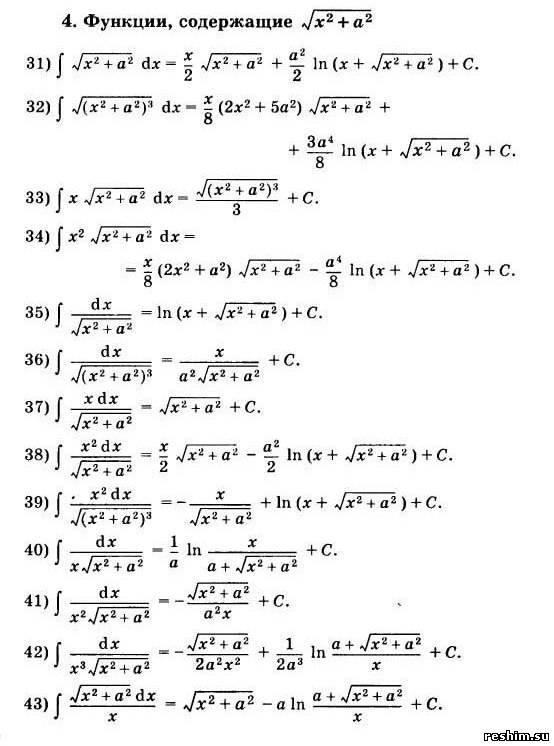 4. Функции, содержащие √(x² + a²)
31) ∫ √(x² + a²) dx = x/2 √(x² + a²) + a²/2 ln (x + √(x² + a²)) + C.
32) ∫ √((x² + a²)³) dx = x/8 (2x² + 5a²) √(x² + a²) +
+ 3a⁴/8 ln (x + √(x² + a²)) + C.
33) ∫ x √(x² + a²) dx = √((x² + a²)³)/3 + C.
34) ∫ x² √(x² + a²) dx =
= x/8 (2x² + a²) √(x² + a²) − a⁴/8 ln (x + √(x² + a²)) + C.
35) ∫ dx/√(x² + a²) = ln (x + √(x² + a²)) + C.
36) ∫ dx/√((x² + a²)³) = x/(a²√(x² + a²)) + C.
37) ∫ x dx/√(x² + a²) = √(x² + a²) + C.
38) ∫ x² dx/√(x² + a²) = x/2 √(x² + a²) − a²/2 ln (x + √(x² + a²)) + C.
39) ∫ x² dx/√((x² + a²)³) = − x/√(x² + a²) + ln (x + √(x² + a²)) + C.
40) ∫ dx/(x√(x² + a²)) = 1/a ln x/(a + √(x² + a²)) + C.
41) ∫ dx/(x²√(x² + a²)) = − √(x² + a²)/(a²x) + C.
42) ∫ dx/(x³√(x² + a²)) = − √(x² + a²)/(2a²x²) + 1/(2a³) ln (a + √(x² + a²))/x + C.
43) ∫ √(x² + a²) dx/x = √(x² + a²) − a ln (a + √(x² + a²))/x + C.
reshim.su